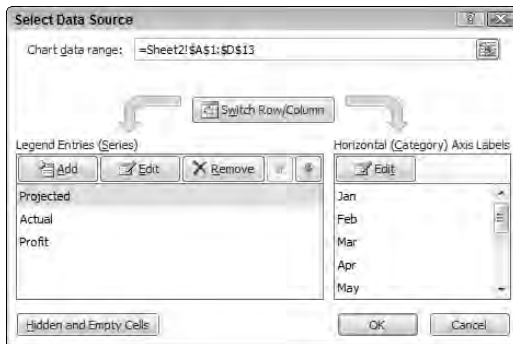 Select Data Source
Chart data range: =Sheet2!$A$1:$D$13
Switch Row/Column
Legend Entries (Series)
Add Edit Remove
Projected
Actual
Profit
Horizontal (Category) Axis Labels
Edit
Jan
Feb
Mar
Apr
May
Hidden and Empty Cells
OK Cancel